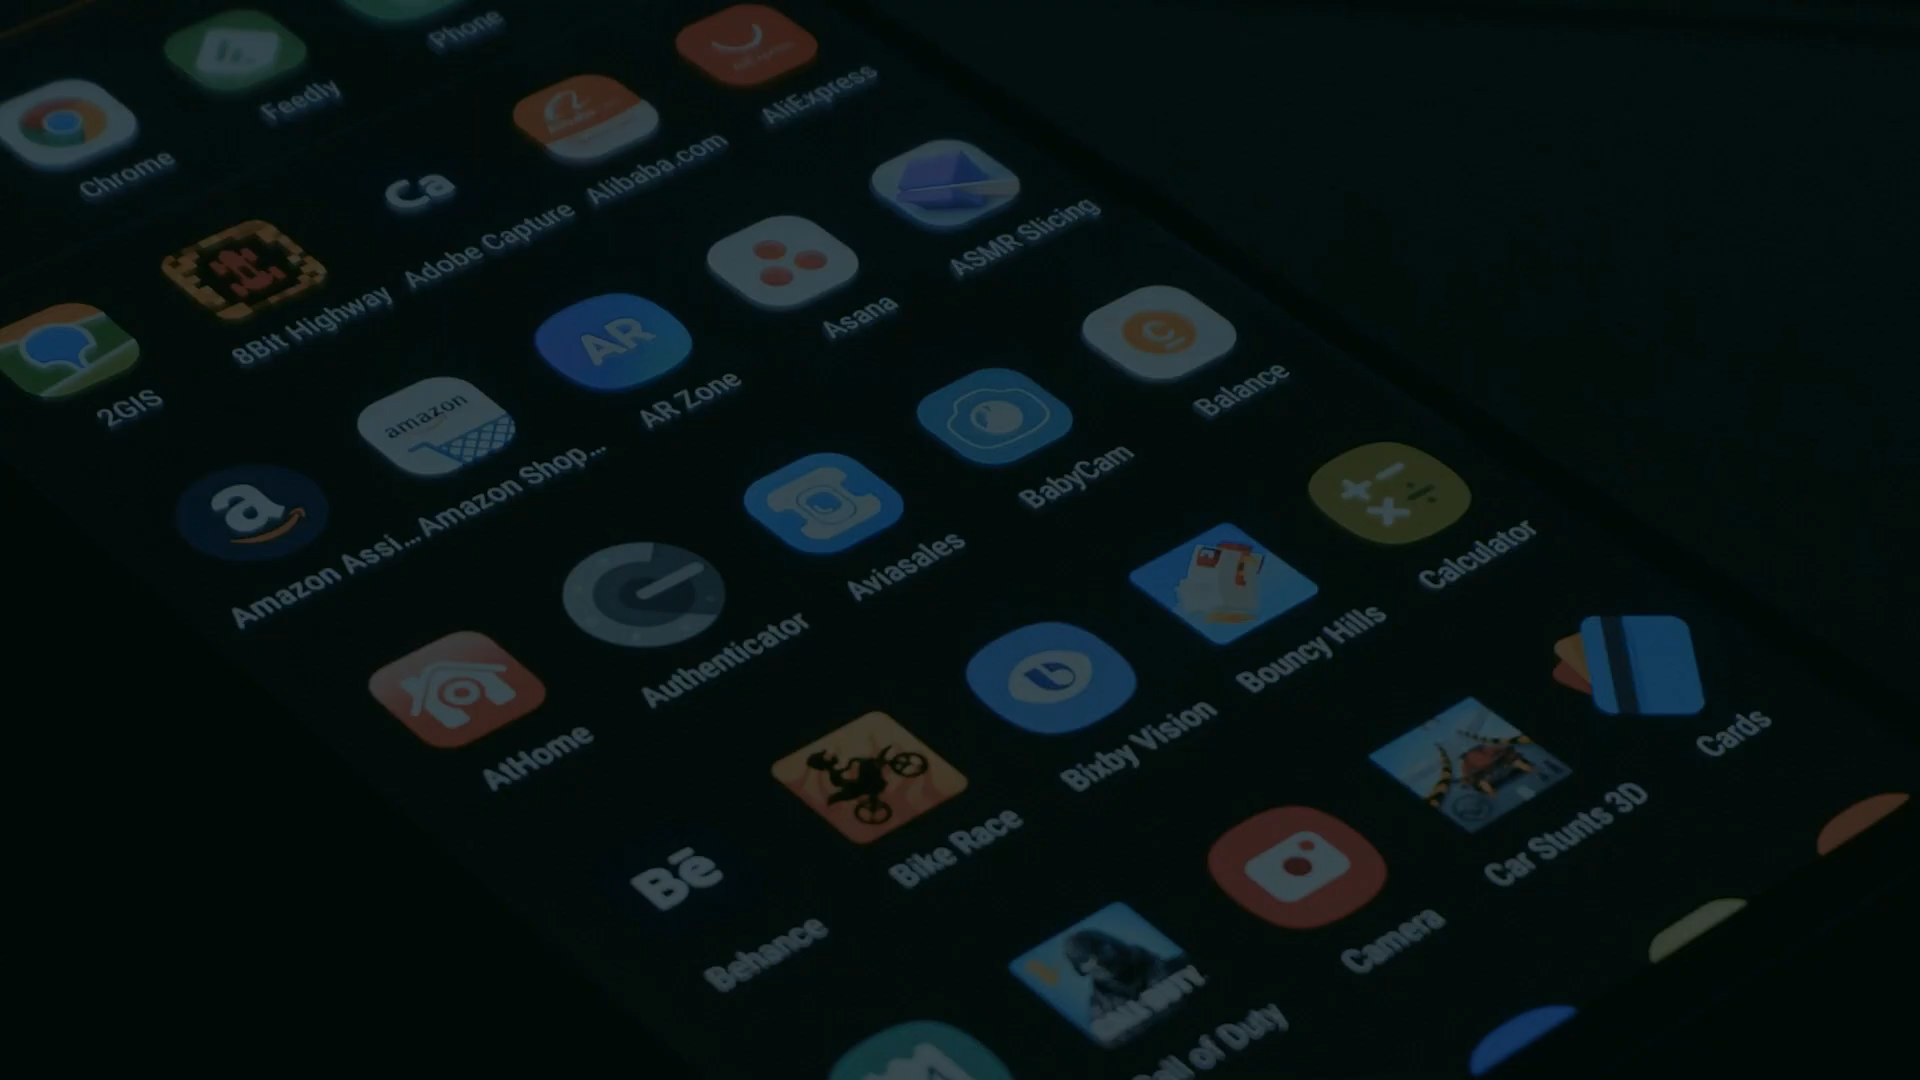 Phone
Feedly
Chrome
AliExpress
Alibaba.com
Ca
Adobe Capture
8Bit Highway
2GIS
ASMR Slicing
Asana
AR
AR Zone
amazon
Amazon Shop...
a
Amazon Assi...
Balance
BabyCam
Aviasales
Authenticator
AtHome
Calculator
Bouncy Hills
b
Bixby Vision
Bike Race
Bē
Behance
Cards
Car Stunts 3D
Camera
of Duty